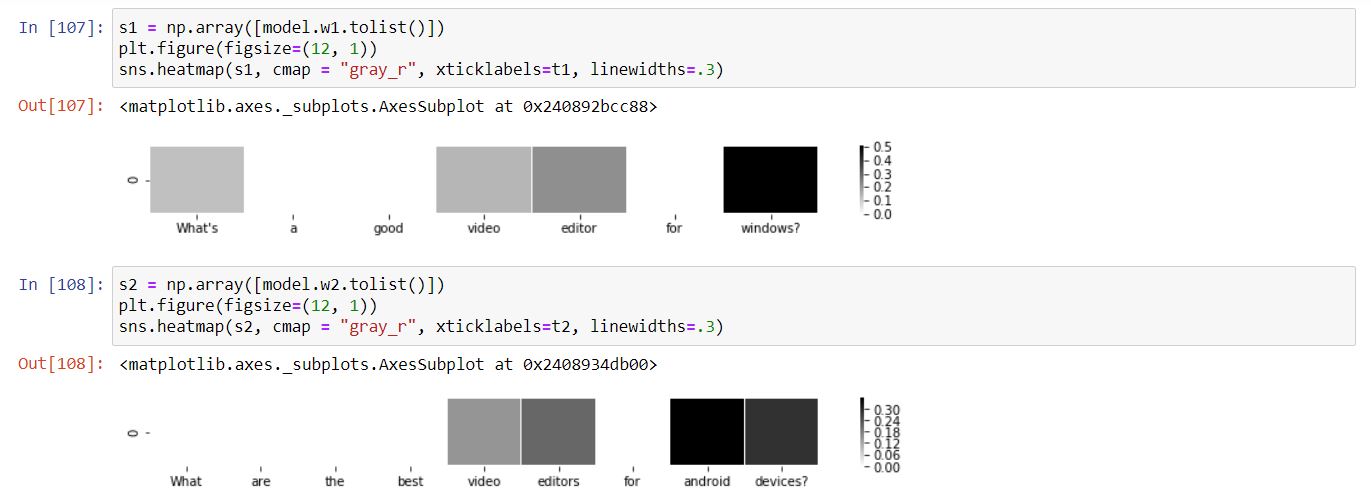 In [107]: s1 = np.array([model.w1.tolist()])
plt.figure(figsize=(12, 1))
sns.heatmap(s1, cmap = "gray_r", xticklabels=t1, linewidths=.3)
Out[107]: <matplotlib.axes._subplots.AxesSubplot at 0x240892bcc88>
0
0.5
0.4
0.3
0.2
0.1
0.0
What's a good video editor for windows?
In [108]: s2 = np.array([model.w2.tolist()])
plt.figure(figsize=(12, 1))
sns.heatmap(s2, cmap = "gray_r", xticklabels=t2, linewidths=.3)
Out[108]: <matplotlib.axes._subplots.AxesSubplot at 0x2408934db00>
0
0.30
0.24
0.18
0.12
0.06
0.00
What are the best video editors for android devices?